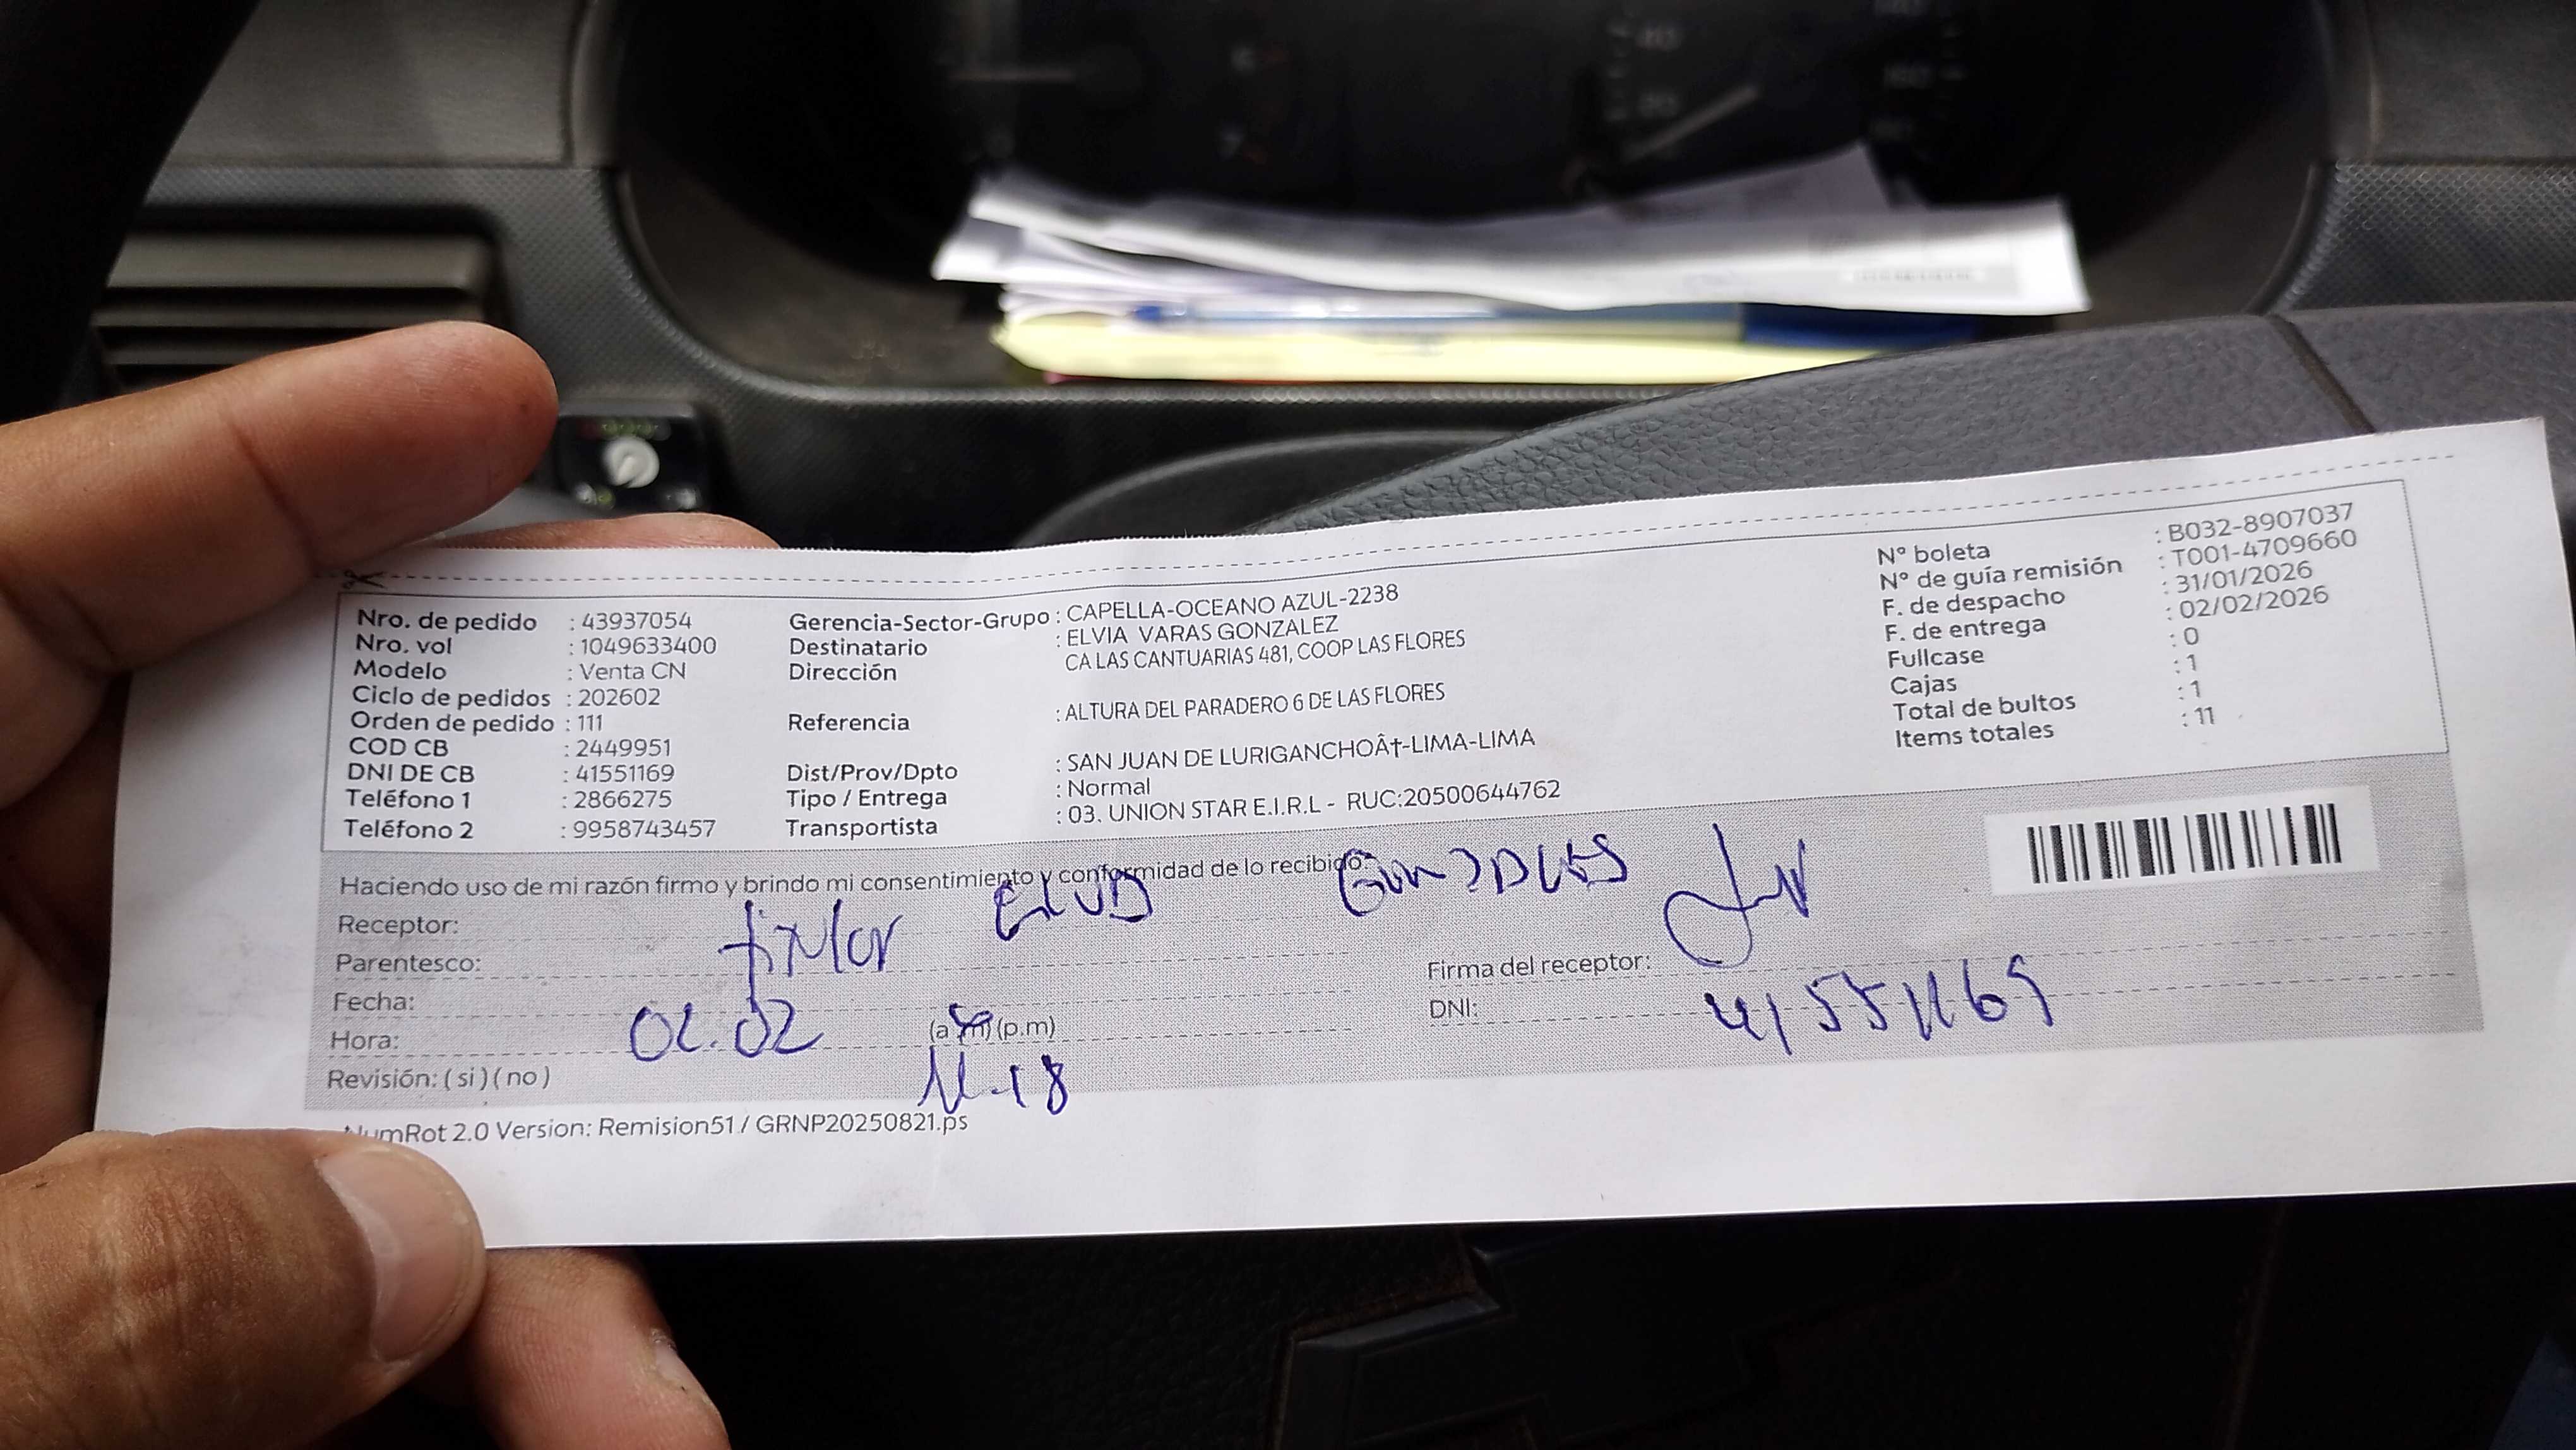 Nro. de pedido : 43937054
Nro. vol : 1049633400
Modelo : Venta CN
Ciclo de pedidos : 202602
Orden de pedido : 111
COD CB : 2449951
DNI DE CB : 41551169
Teléfono 1 : 2866275
Teléfono 2 : 9958743457
Gerencia-Sector-Grupo : CAPELLA-OCEANO AZUL-2238
Destinatario : ELVIA VARAS GONZALEZ
Dirección CA LAS CANTUARIAS 481, COOP LAS FLORES
Referencia : ALTURA DEL PARADERO 6 DE LAS FLORES
Dist/Prov/Dpto : SAN JUAN DE LURIGANCHOÂ†-LIMA-LIMA
Tipo / Entrega : Normal
Transportista : 03. UNION STAR E.I.R.L - RUC:20500644762
N° boleta : B032-8907037
N° de guía remisión : T001-4709660
F. de despacho : 31/01/2026
F. de entrega : 02/02/2026
Fullcase : 0
Cajas : 1
Total de bultos : 1
Items totales : 11
Haciendo uso de mi razón firmo y brindo mi consentimiento y conformidad de lo recibido
Receptor:
Parentesco:
Fecha: 02.02
Hora: (a.m) (p.m) 11.18
Revisión: ( si ) ( no )
Firma del receptor:
DNI: 41551169
NumRot 2.0 Version: Remision51 / GRNP20250821.ps